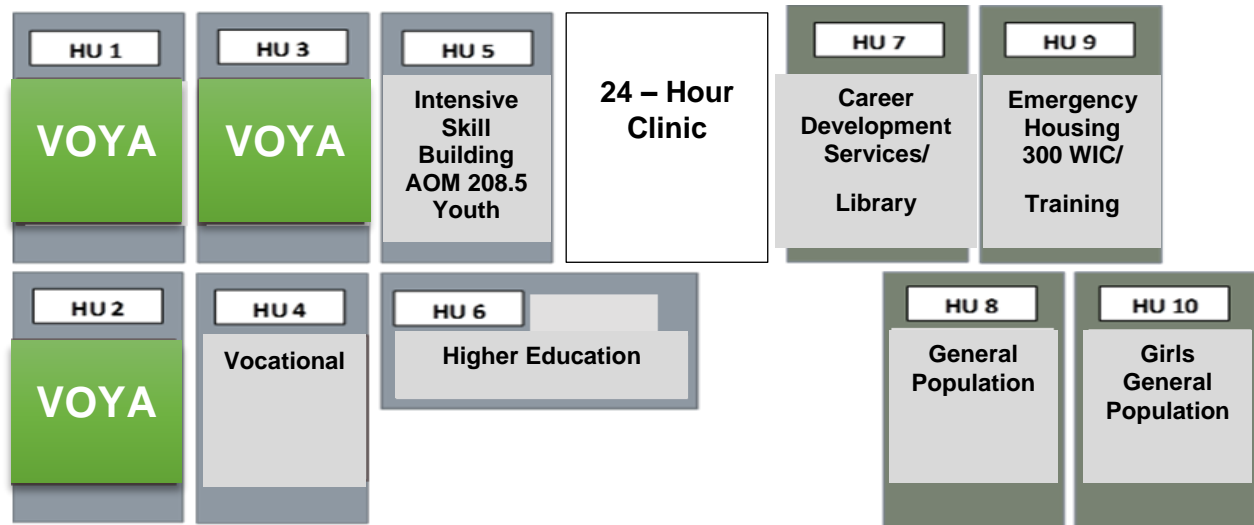 HU 1
VOYA
HU 3
VOYA
HU 5
Intensive
Skill
Building
AOM 208.5
Youth
24 – Hour
Clinic
HU 7
Career
Development
Services/
Library
HU 9
Emergency
Housing
300 WIC/
Training
HU 2
VOYA
HU 4
Vocational
HU 6
Higher Education
HU 8
General
Population
HU 10
Girls
General
Population